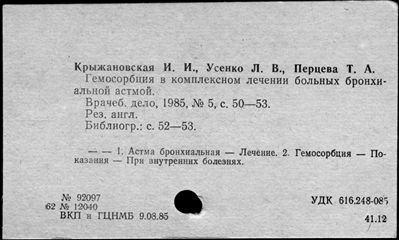 Крыжановская И. И., Усенко Л. В., Перцева Т. А.
Гемосорбция в комплексном лечении больных бронхи-
альной астмой.
Врачеб. дело, 1985, № 5, с. 50—53.
Рез. англ.
Библиогр.: с. 52—53.
— — 1. Астма бронхиальная — Лечение. 2. Гемосорбция — По-
казания — При внутренних болезнях.
№ 92097
62 № 12040
УДК 616.248-085
ВКП и ГЦНМБ 9.08.85
41.12